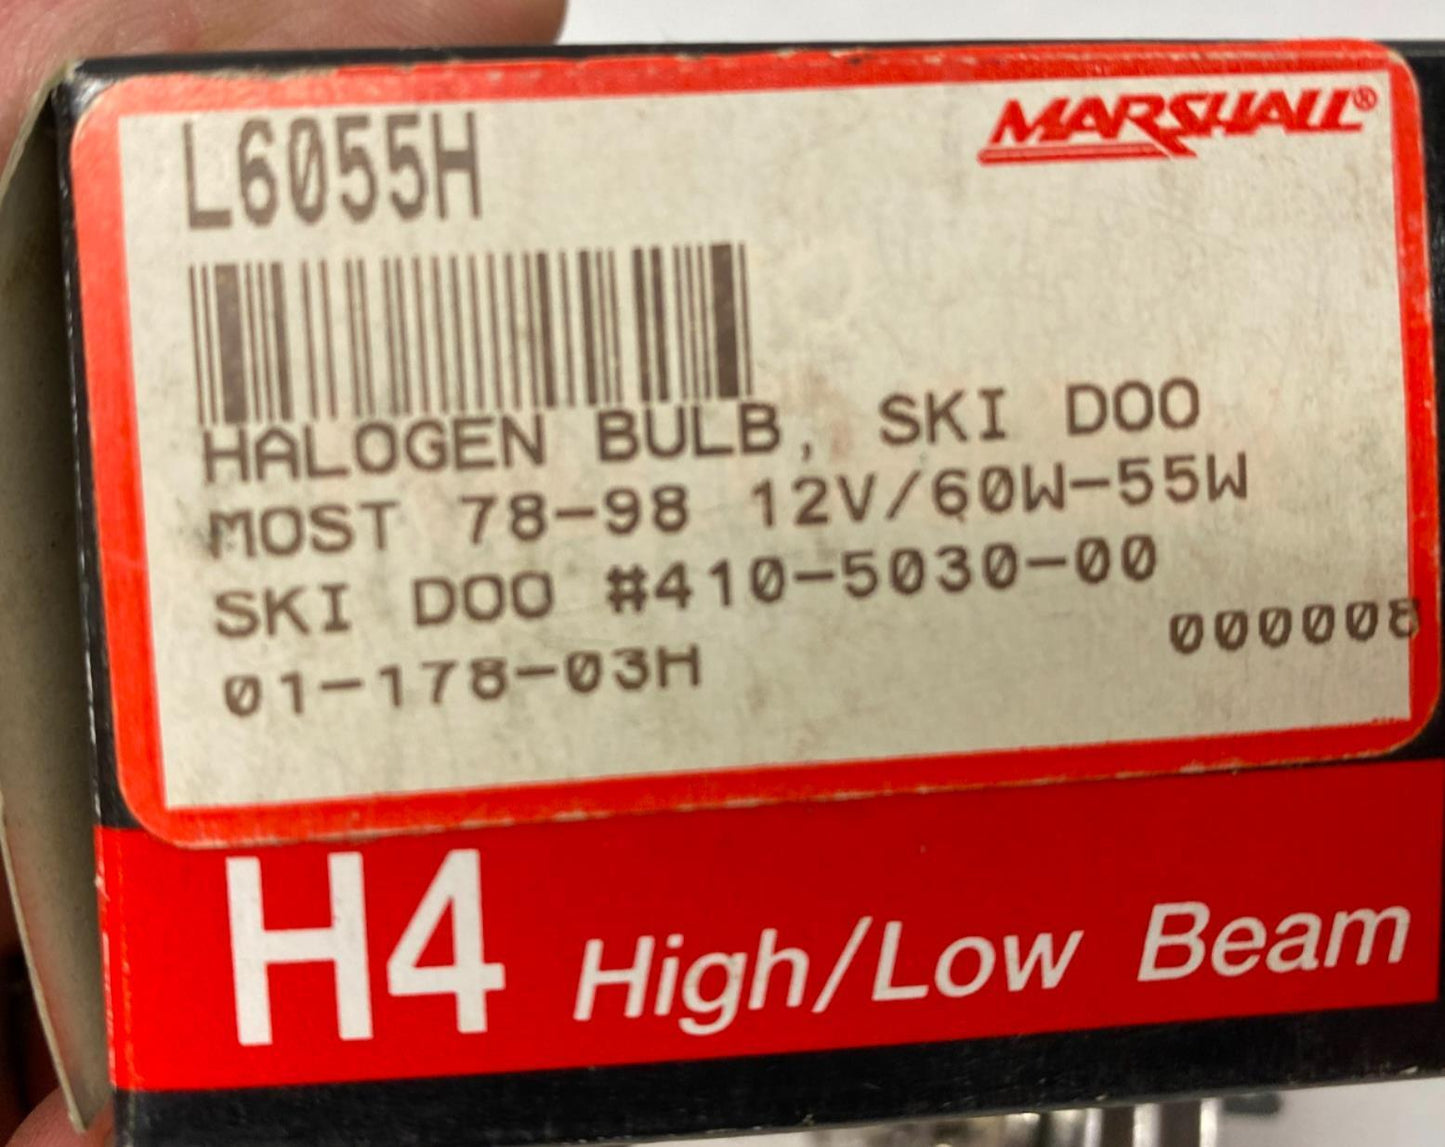 L6055H
MARSHALL®
HALOGEN BULB, SKI DOO
MOST 78-98 12V/60W-55W
SKI DOO #410-5030-00
000008
01-178-03H
H4 High/Low Beam